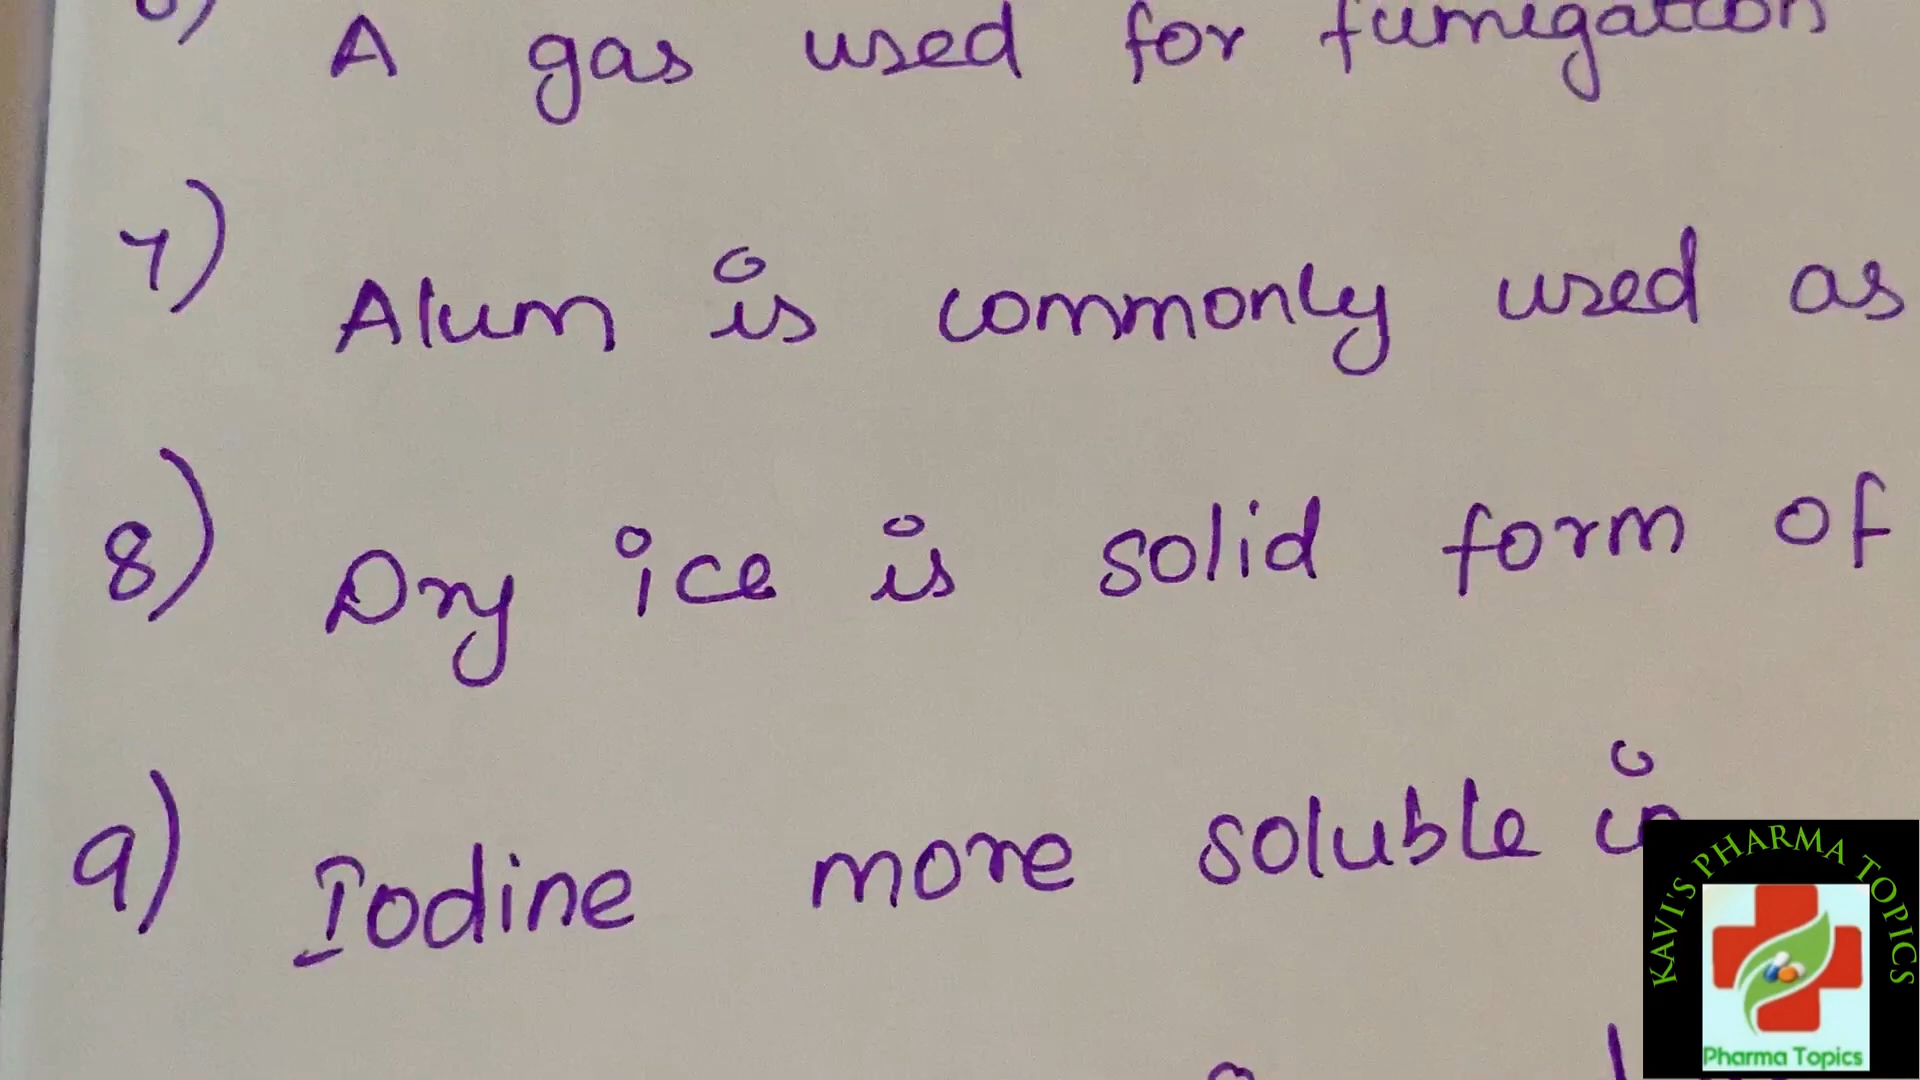 A gas used for fumigation
7) Alum is commonly used as
8) Dry ice is solid form of
9) Iodine more soluble in
KAVI'S PHARMA TOPICS
Pharma Topics